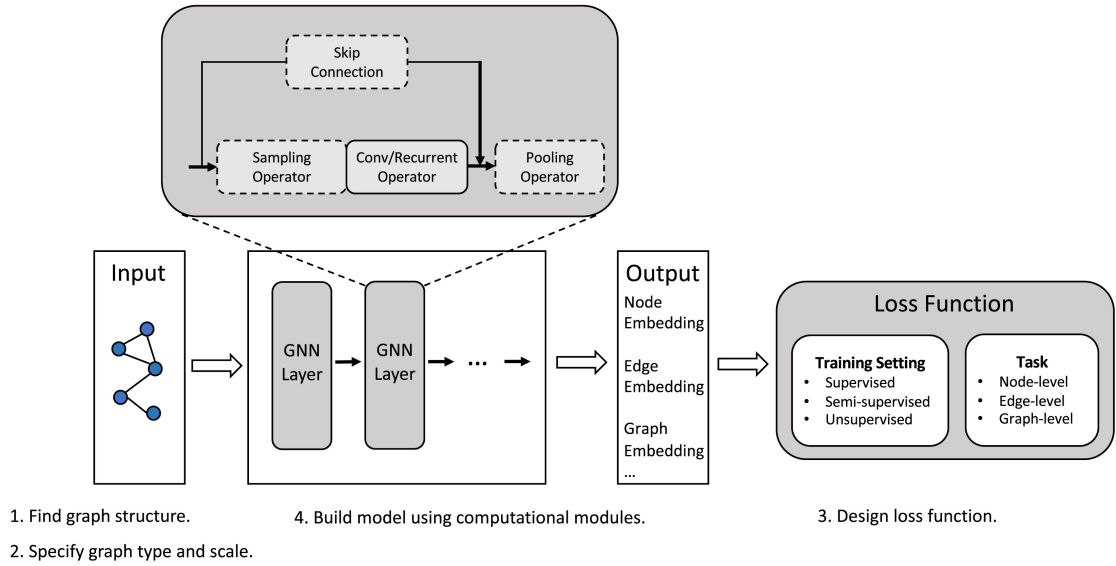 Skip
Connection
Sampling
Operator
Conv/Recurrent
Operator
Pooling
Operator
Input
GNN
Layer
GNN
Layer
...
Output
Node
Embedding
Edge
Embedding
Graph
Embedding
...
Loss Function
Training Setting
• Supervised
• Semi-supervised
• Unsupervised
Task
• Node-level
• Edge-level
• Graph-level
1. Find graph structure.
2. Specify graph type and scale.
4. Build model using computational modules.
3. Design loss function.